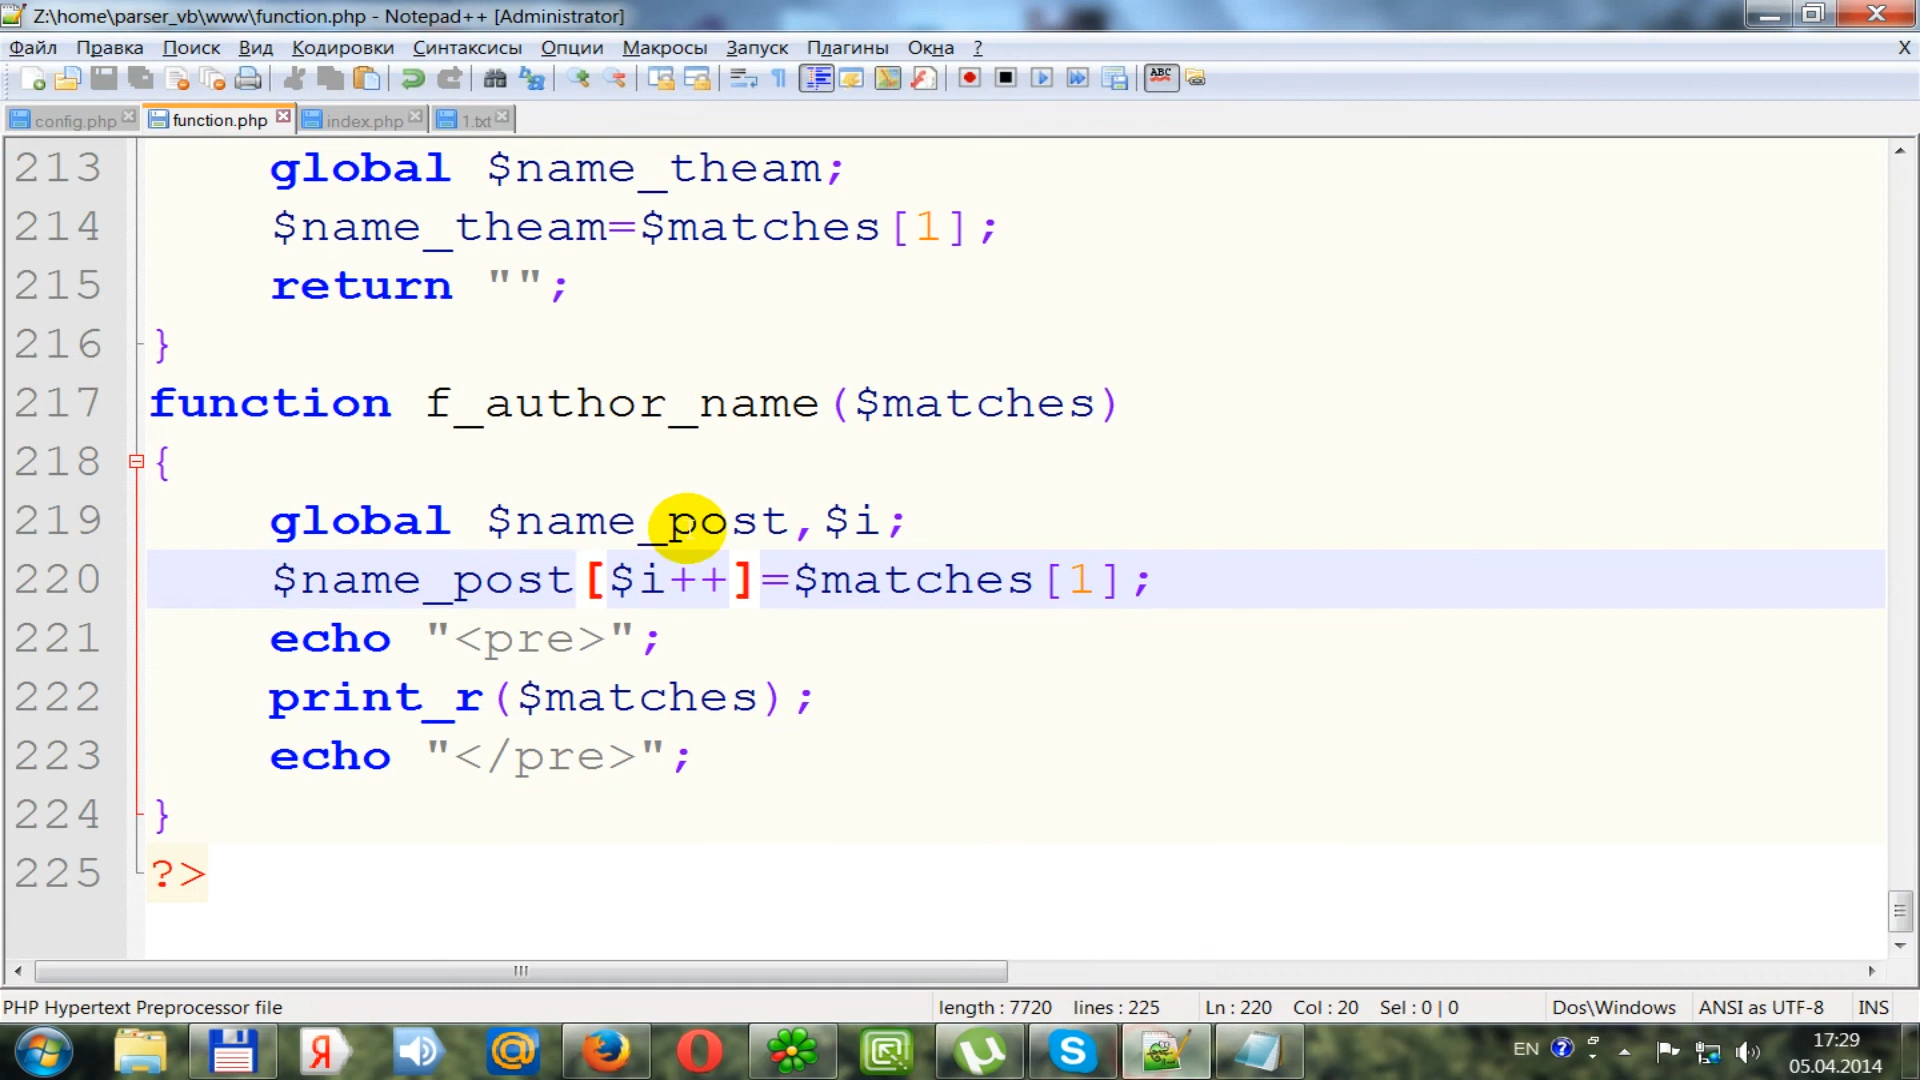 Z:\home\parser_vb\www\function.php - Notepad++ [Administrator]
Файл Правка Поиск Вид Кодировки Синтаксисы Опции Макросы Запуск Плагины Окна ? X
ABC
config.php function.php index.php 1.txt
213 global $name_theam;
214 $name_theam=$matches[1];
215 return "";
216 }
217 function f_author_name($matches)
218 {
219 global $name_post,$i;
220 $name_post[$i++]=$matches[1];
221 echo "<pre>";
222 print_r($matches);
223 echo "</pre>";
224 }
225 ?>
PHP Hypertext Preprocessor file length : 7720 lines : 225 Ln : 220 Col : 20 Sel : 0 | 0 Dos\Windows ANSI as UTF-8 INS
EN 17:29
05.04.2014